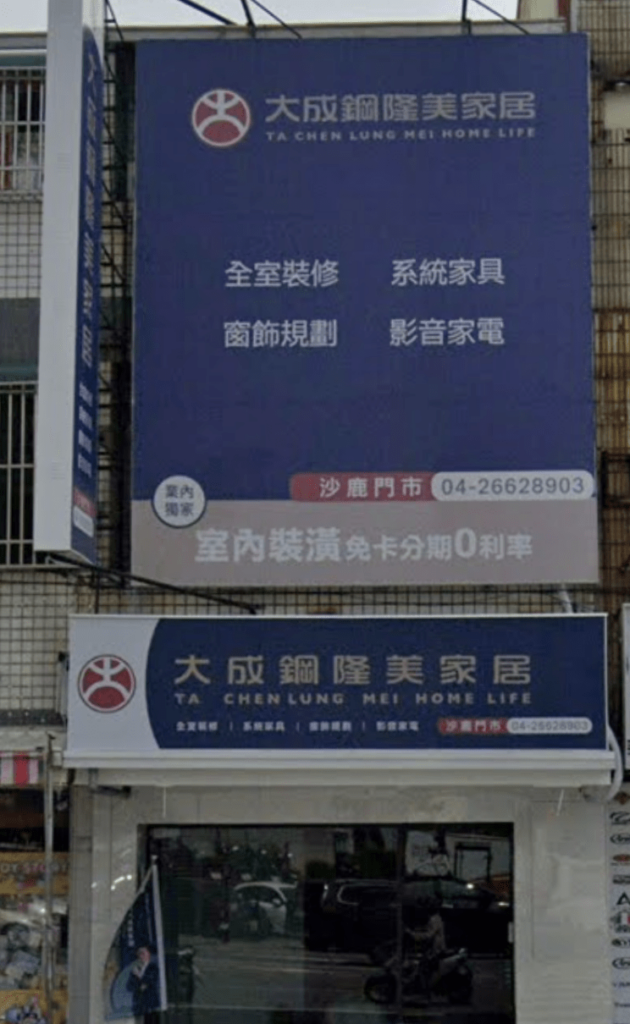 大成鋼隆美家居
TA CHEN LUNG MEI HOME LIFE
全室裝修 系統家具
窗飾規劃 影音家電
沙鹿門市 04-26628903
業內
獨家
室內裝潢免卡分期0利率
大成鋼隆美家居
TA CHEN LUNG MEI HOME LIFE
全室裝修 | 系統家具 | 窗飾規劃 | 影音家電 沙鹿門市 04-26628903